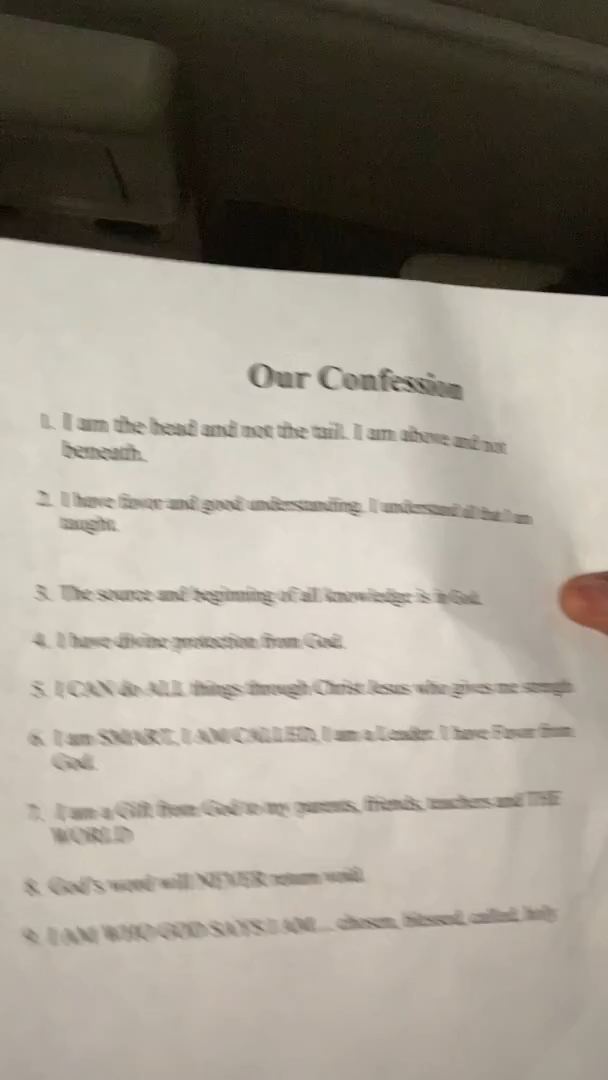 Our Confession
1. I am the head and not the tail. I am above and not
beneath.
2. I have favor and good understanding. I understand all that I am
taught.
3. The source and beginning of all knowledge is in God.
4. I have divine protection from God.
5. I CAN do ALL things through Christ Jesus who gives me strength
6. I am SMART, I AM CALLED, I am a Leader. I have Favor from
God.
7. I am a Gift from God to my parents, friends, teachers and THE
WORLD
8. God's word will NEVER return void.
9. I AM WHO GOD SAYS I AM... chosen, blessed, called, holy